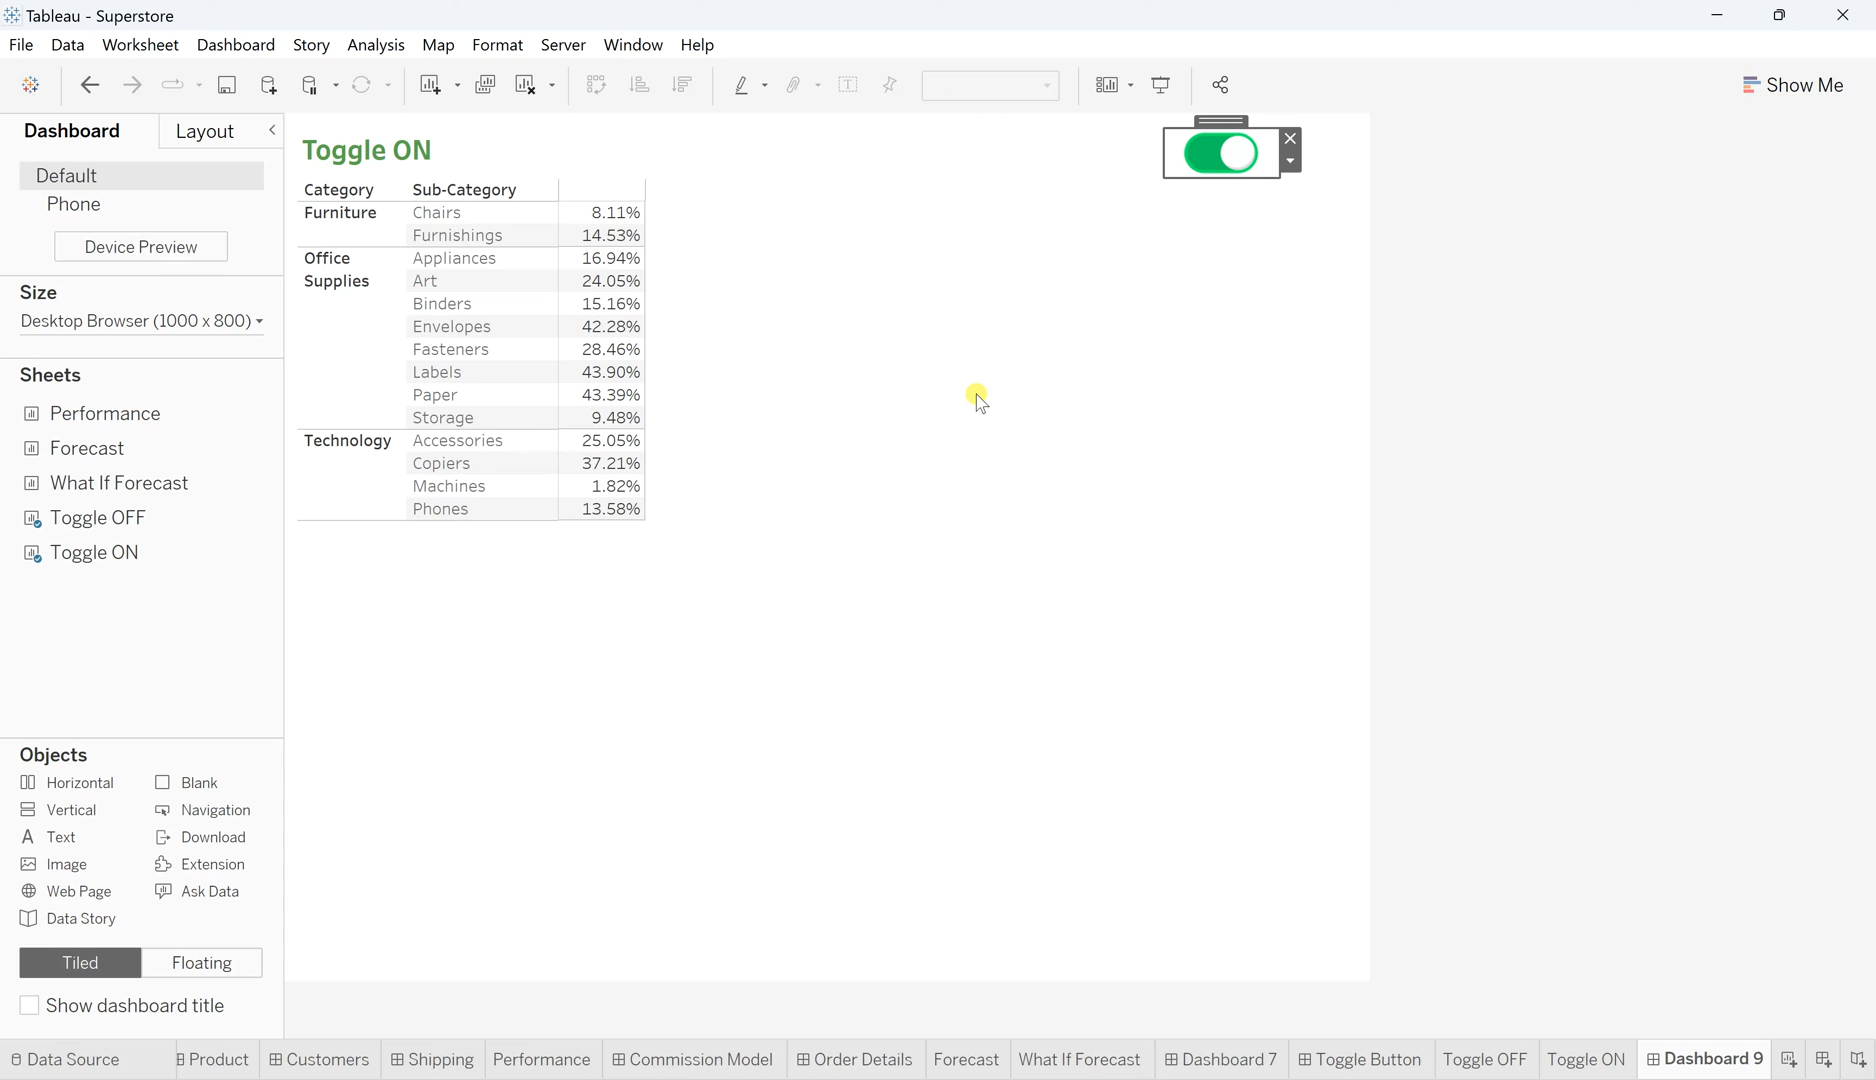 Tableau - Superstore
File Data Worksheet Dashboard Story Analysis Map Format Server Window Help
Show Me
Dashboard Layout
Default
Phone
Device Preview
Size
Desktop Browser (1000 x 800)
Sheets
Performance
Forecast
What If Forecast
Toggle OFF
Toggle ON
Objects
Horizontal Blank
Vertical Navigation
Text Download
Image Extension
Web Page Ask Data
Data Story
Tiled Floating
Show dashboard title
Toggle ON
Category Sub-Category
Furniture Chairs 8.11%
Furnishings 14.53%
Office Appliances 16.94%
Supplies Art 24.05%
Binders 15.16%
Envelopes 42.28%
Fasteners 28.46%
Labels 43.90%
Paper 43.39%
Storage 9.48%
Technology Accessories 25.05%
Copiers 37.21%
Machines 1.82%
Phones 13.58%
Data Source Product Customers Shipping Performance Commission Model Order Details Forecast What If Forecast Dashboard 7 Toggle Button Toggle OFF Toggle ON Dashboard 9